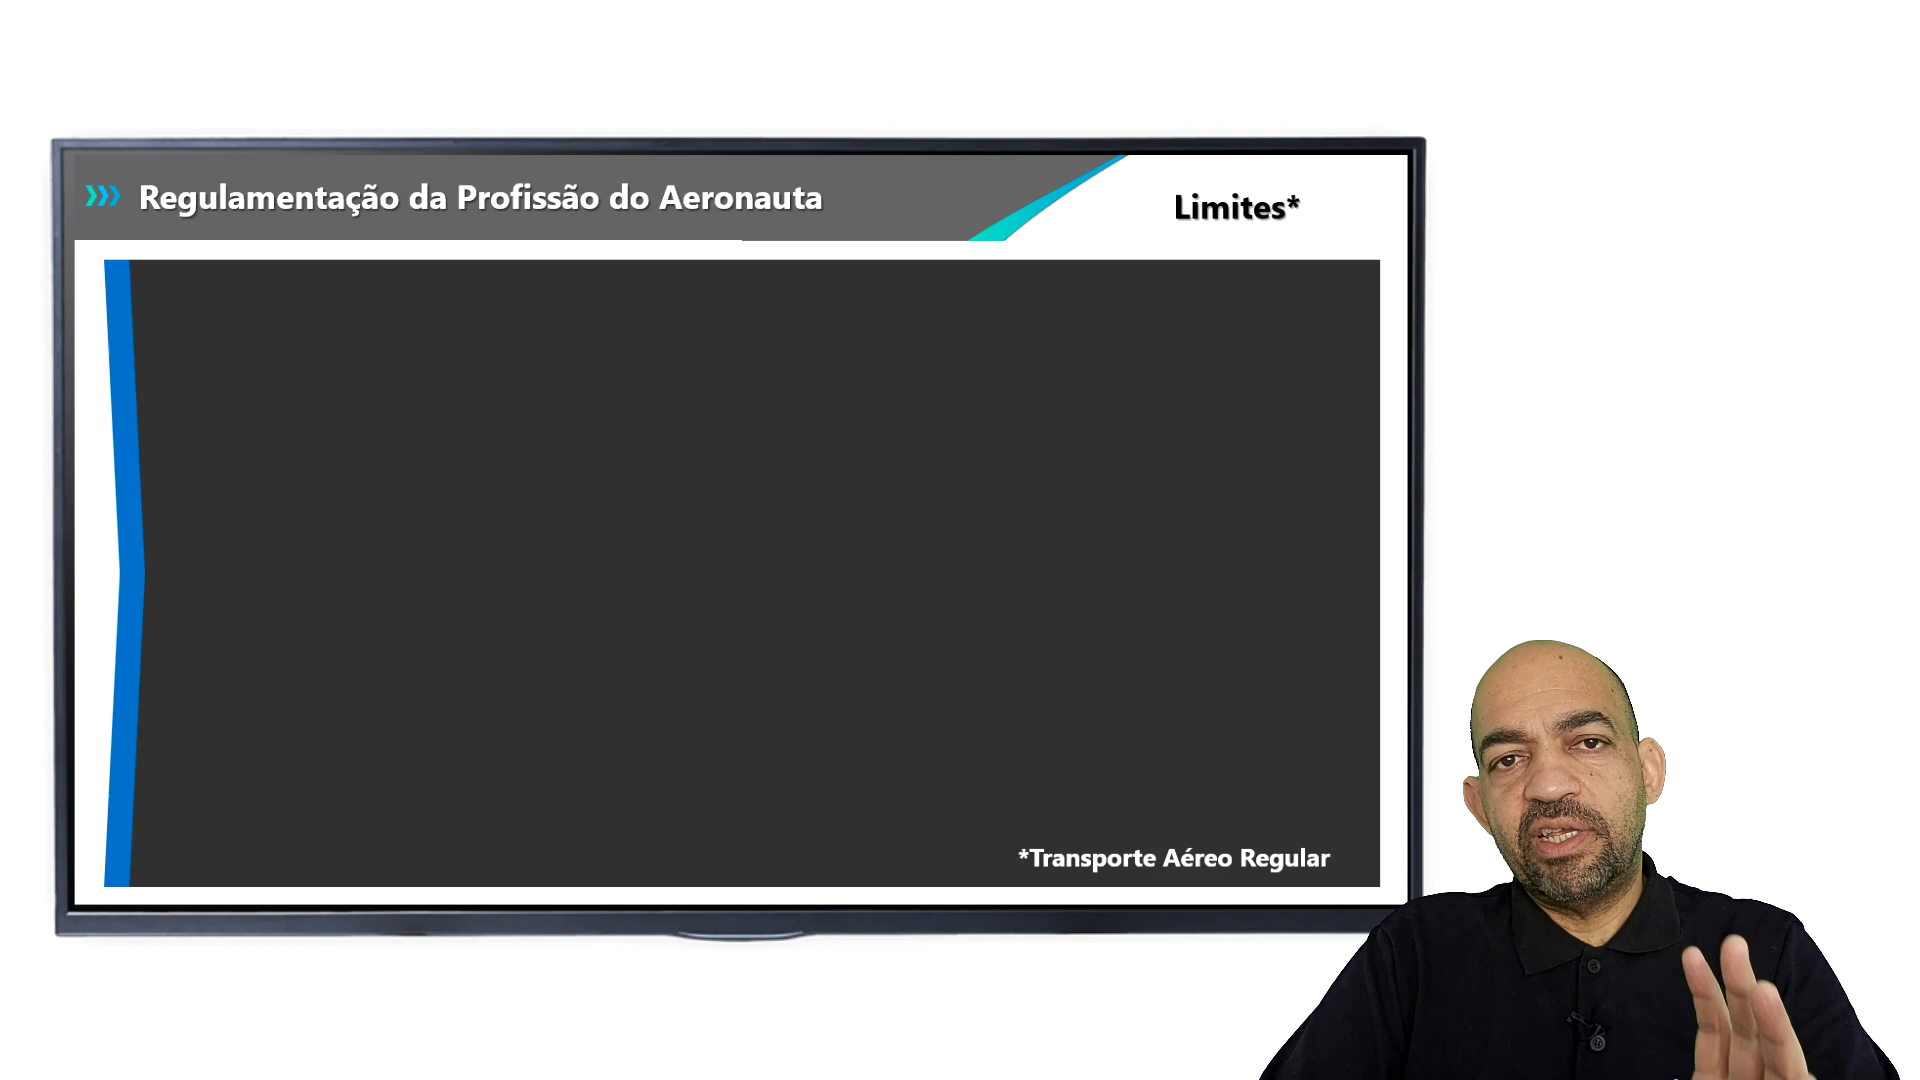 Regulamentação da Profissão do Aeronauta
Limites*
*Transporte Aéreo Regular